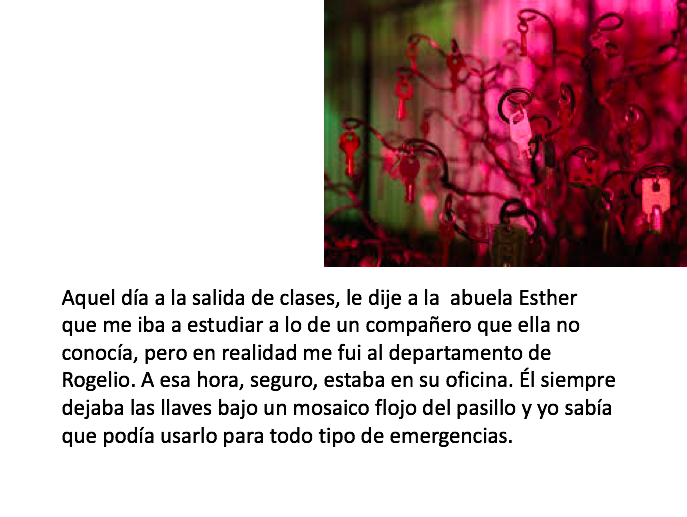 Aquel día a la salida de clases, le dije a la  abuela Esther
que me iba a estudiar a lo de un compañero que ella no
conocía, pero en realidad me fui al departamento de
Rogelio. A esa hora, seguro, estaba en su oficina. Él siempre
dejaba las llaves bajo un mosaico flojo del pasillo y yo sabía
que podía usarlo para todo tipo de emergencias.